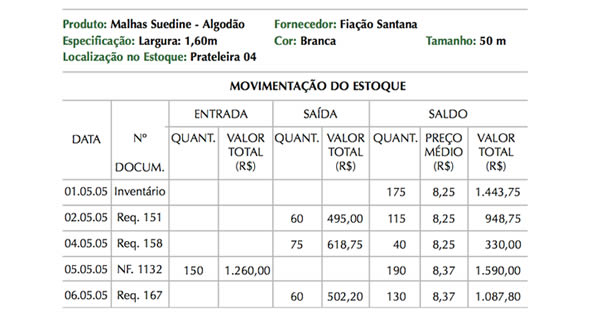 Produto: Malhas Suedine - Algodão Fornecedor: Fiação Santana
Especificação: Largura: 1,60m Cor: Branca Tamanho: 50 m
Localização no Estoque: Prateleira 04
MOVIMENTAÇÃO DO ESTOQUE
ENTRADA SAÍDA SALDO
DATA Nº DOCUM. QUANT. VALOR TOTAL (R$) QUANT. VALOR TOTAL (R$) QUANT. PREÇO MÉDIO (R$) VALOR TOTAL (R$)
01.05.05 Inventário 175 8,25 1.443,75
02.05.05 Req. 151 60 495,00 115 8,25 948,75
04.05.05 Req. 158 75 618,75 40 8,25 330,00
05.05.05 NF. 1132 150 1.260,00 190 8,37 1.590,00
06.05.05 Req. 167 60 502,20 130 8,37 1.087,80